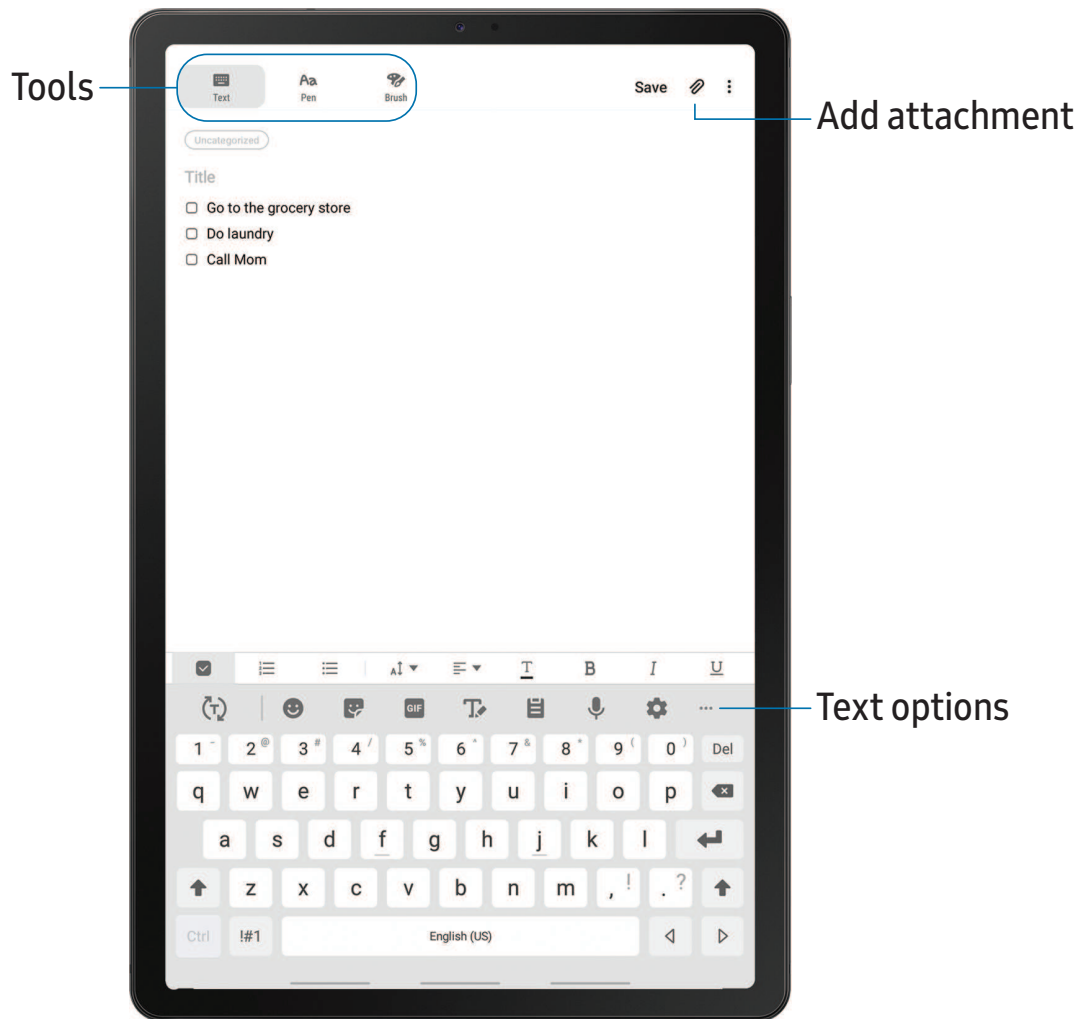 Tools
Text Aa Pen Brush
Save
Add attachment
Uncategorized
Title
Go to the grocery store
Do laundry
Call Mom
A T B I U
T GIF T
Text options
1 - 2 @ 3 # 4 / 5 % 6 ^ 7 & 8 * 9 ( 0 ) Del
q w e r t y u i o p
a s d f g h j k l
z x c v b n m , ! . ?
Ctrl !#1 English (US)